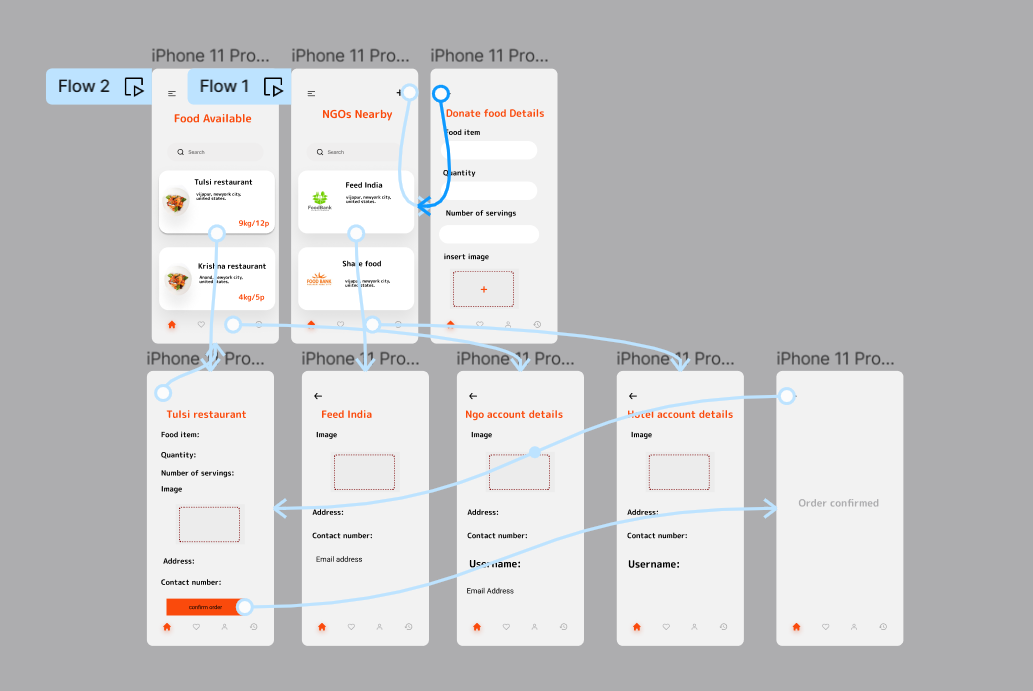 iPhone 11 Pro...
iPhone 11 Pro...
iPhone 11 Pro...
Flow 2
Flow 1
Food Available
Search
Tulsi restaurant
vijapur, newyork city,
united states.
9kg/12p
Krishna restaurant
Anand, newyork city,
united states.
4kg/5p
NGOs Nearby
Search
Feed India
vijapur, newyork city,
united states.
FoodBank
Share food
vijapur, newyork city,
united states.
FOOD BANK
Donate food Details
Food item
Quantity
Number of servings
insert image
+
iPhone 11 Pro...
iPhone 11 Pro...
iPhone 11 Pro...
iPhone 11 Pro...
iPhone 11 Pro...
Tulsi restaurant
Food item:
Quantity:
Number of servings:
Image
Address:
Contact number:
confirm order
Feed India
Image
Address:
Contact number:
Email address
Ngo account details
Image
Address:
Contact number:
Username:
Email Address
Hotel account details
Image
Address:
Contact number:
Username:
Order confirmed